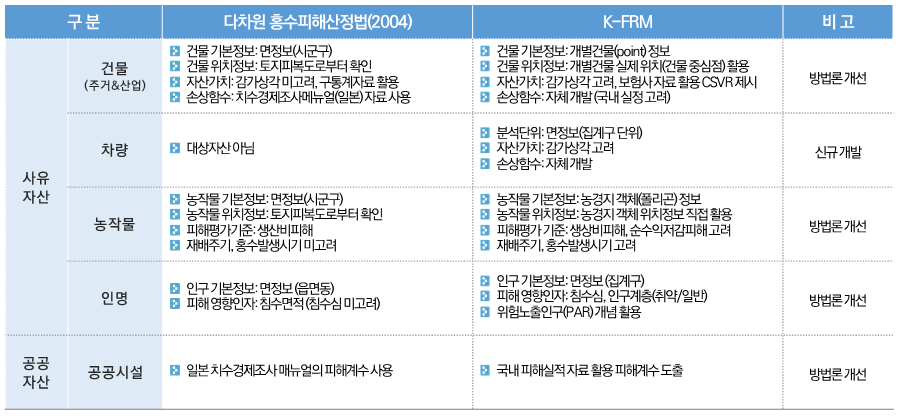 구 분
다차원 홍수피해산정법(2004)
K-FRM
비 고
사유
자산
건물
(주거&산업)
건물 기본정보: 면정보(시군구)
건물 위치정보: 토지피복도로부터 확인
자산가치: 감가상각 미고려, 구통계자료 활용
손상함수: 치수경제조사메뉴얼(일본) 자료 사용
건물 기본정보: 개별건물(point) 정보
건물 위치정보: 개별건물 실제 위치(건물 중심점) 활용
자산가치: 감가상각 고려, 보험사 자료 활용 CSVR 제시
손상함수: 자체 개발 (국내 실정 고려)
방법론 개선
차량
대상자산 아님
분석단위: 면정보(집계구 단위)
자산가치: 감가상각 고려
손상함수: 자체 개발
신규 개발
농작물
농작물 기본정보: 면정보(시군구)
농작물 위치정보: 토지피복도로부터 확인
피해평가 기준: 생산비피해
재배주기, 홍수발생시기 미고려
농작물 기본정보: 농경지 객체(폴리곤) 정보
농작물 위치정보: 농경지 객체 위치정보 직접 활용
피해평가 기준: 생상비피해, 순수익저감피해 고려
재배주기, 홍수발생시기 고려
방법론 개선
인명
인구 기본정보: 면정보 (읍면동)
피해 영향인자: 침수면적 (침수심 미고려)
인구 기본정보: 면정보 (집계구)
피해 영향인자: 침수심, 인구계층(취약/일반)
위험노출인구(PAR) 개념 활용
방법론 개선
공공
자산
공공시설
일본 치수경제조사 매뉴얼의 피해계수 사용
국내 피해실적 자료 활용 피해계수 도출
방법론 개선